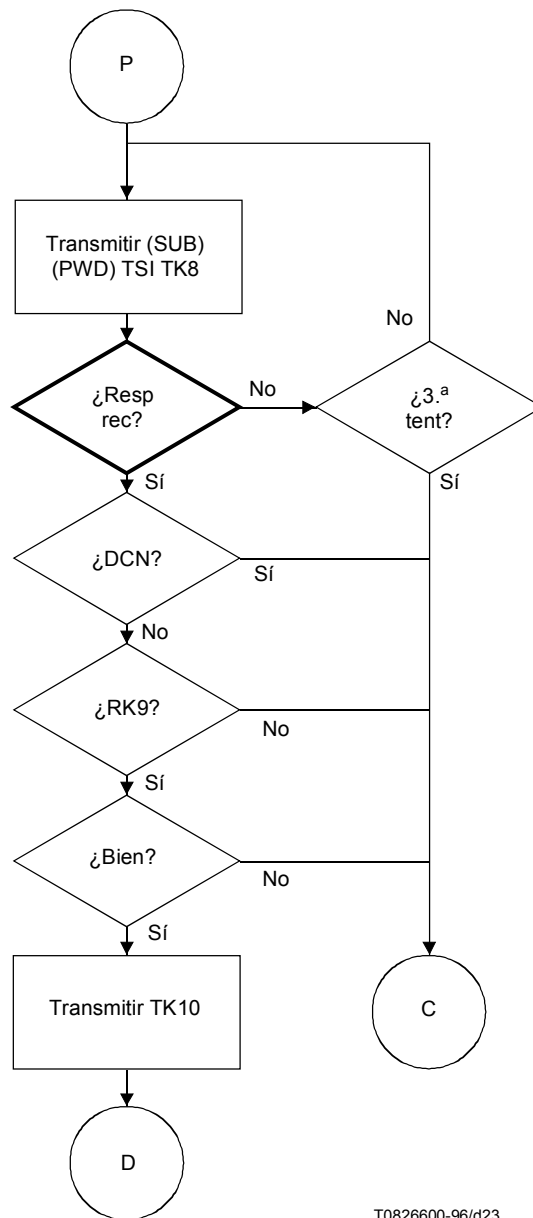 P
Transmitir (SUB)
(PWD) TSI TK8
No
¿Resp
rec?
No
¿3.ª
tent?
Sí
Sí
¿DCN?
Sí
No
¿RK9?
No
Sí
¿Bien?
No
Sí
Transmitir TK10
C
D
T0826600-96/d23